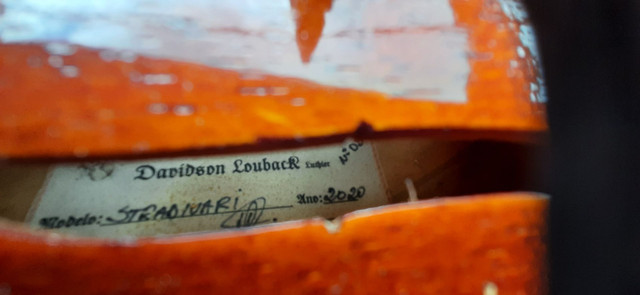 Davidson Louback Luthier
Modelo: STRADIVARI Ano: 2020